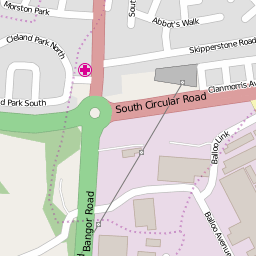 Morston Park
Abbot's Walk
Cleland Park North
Skipperstone Road
Clanmorris A
d Park South
South Circular Road
Balloo Link
Bangor Road
Balloo Avenue